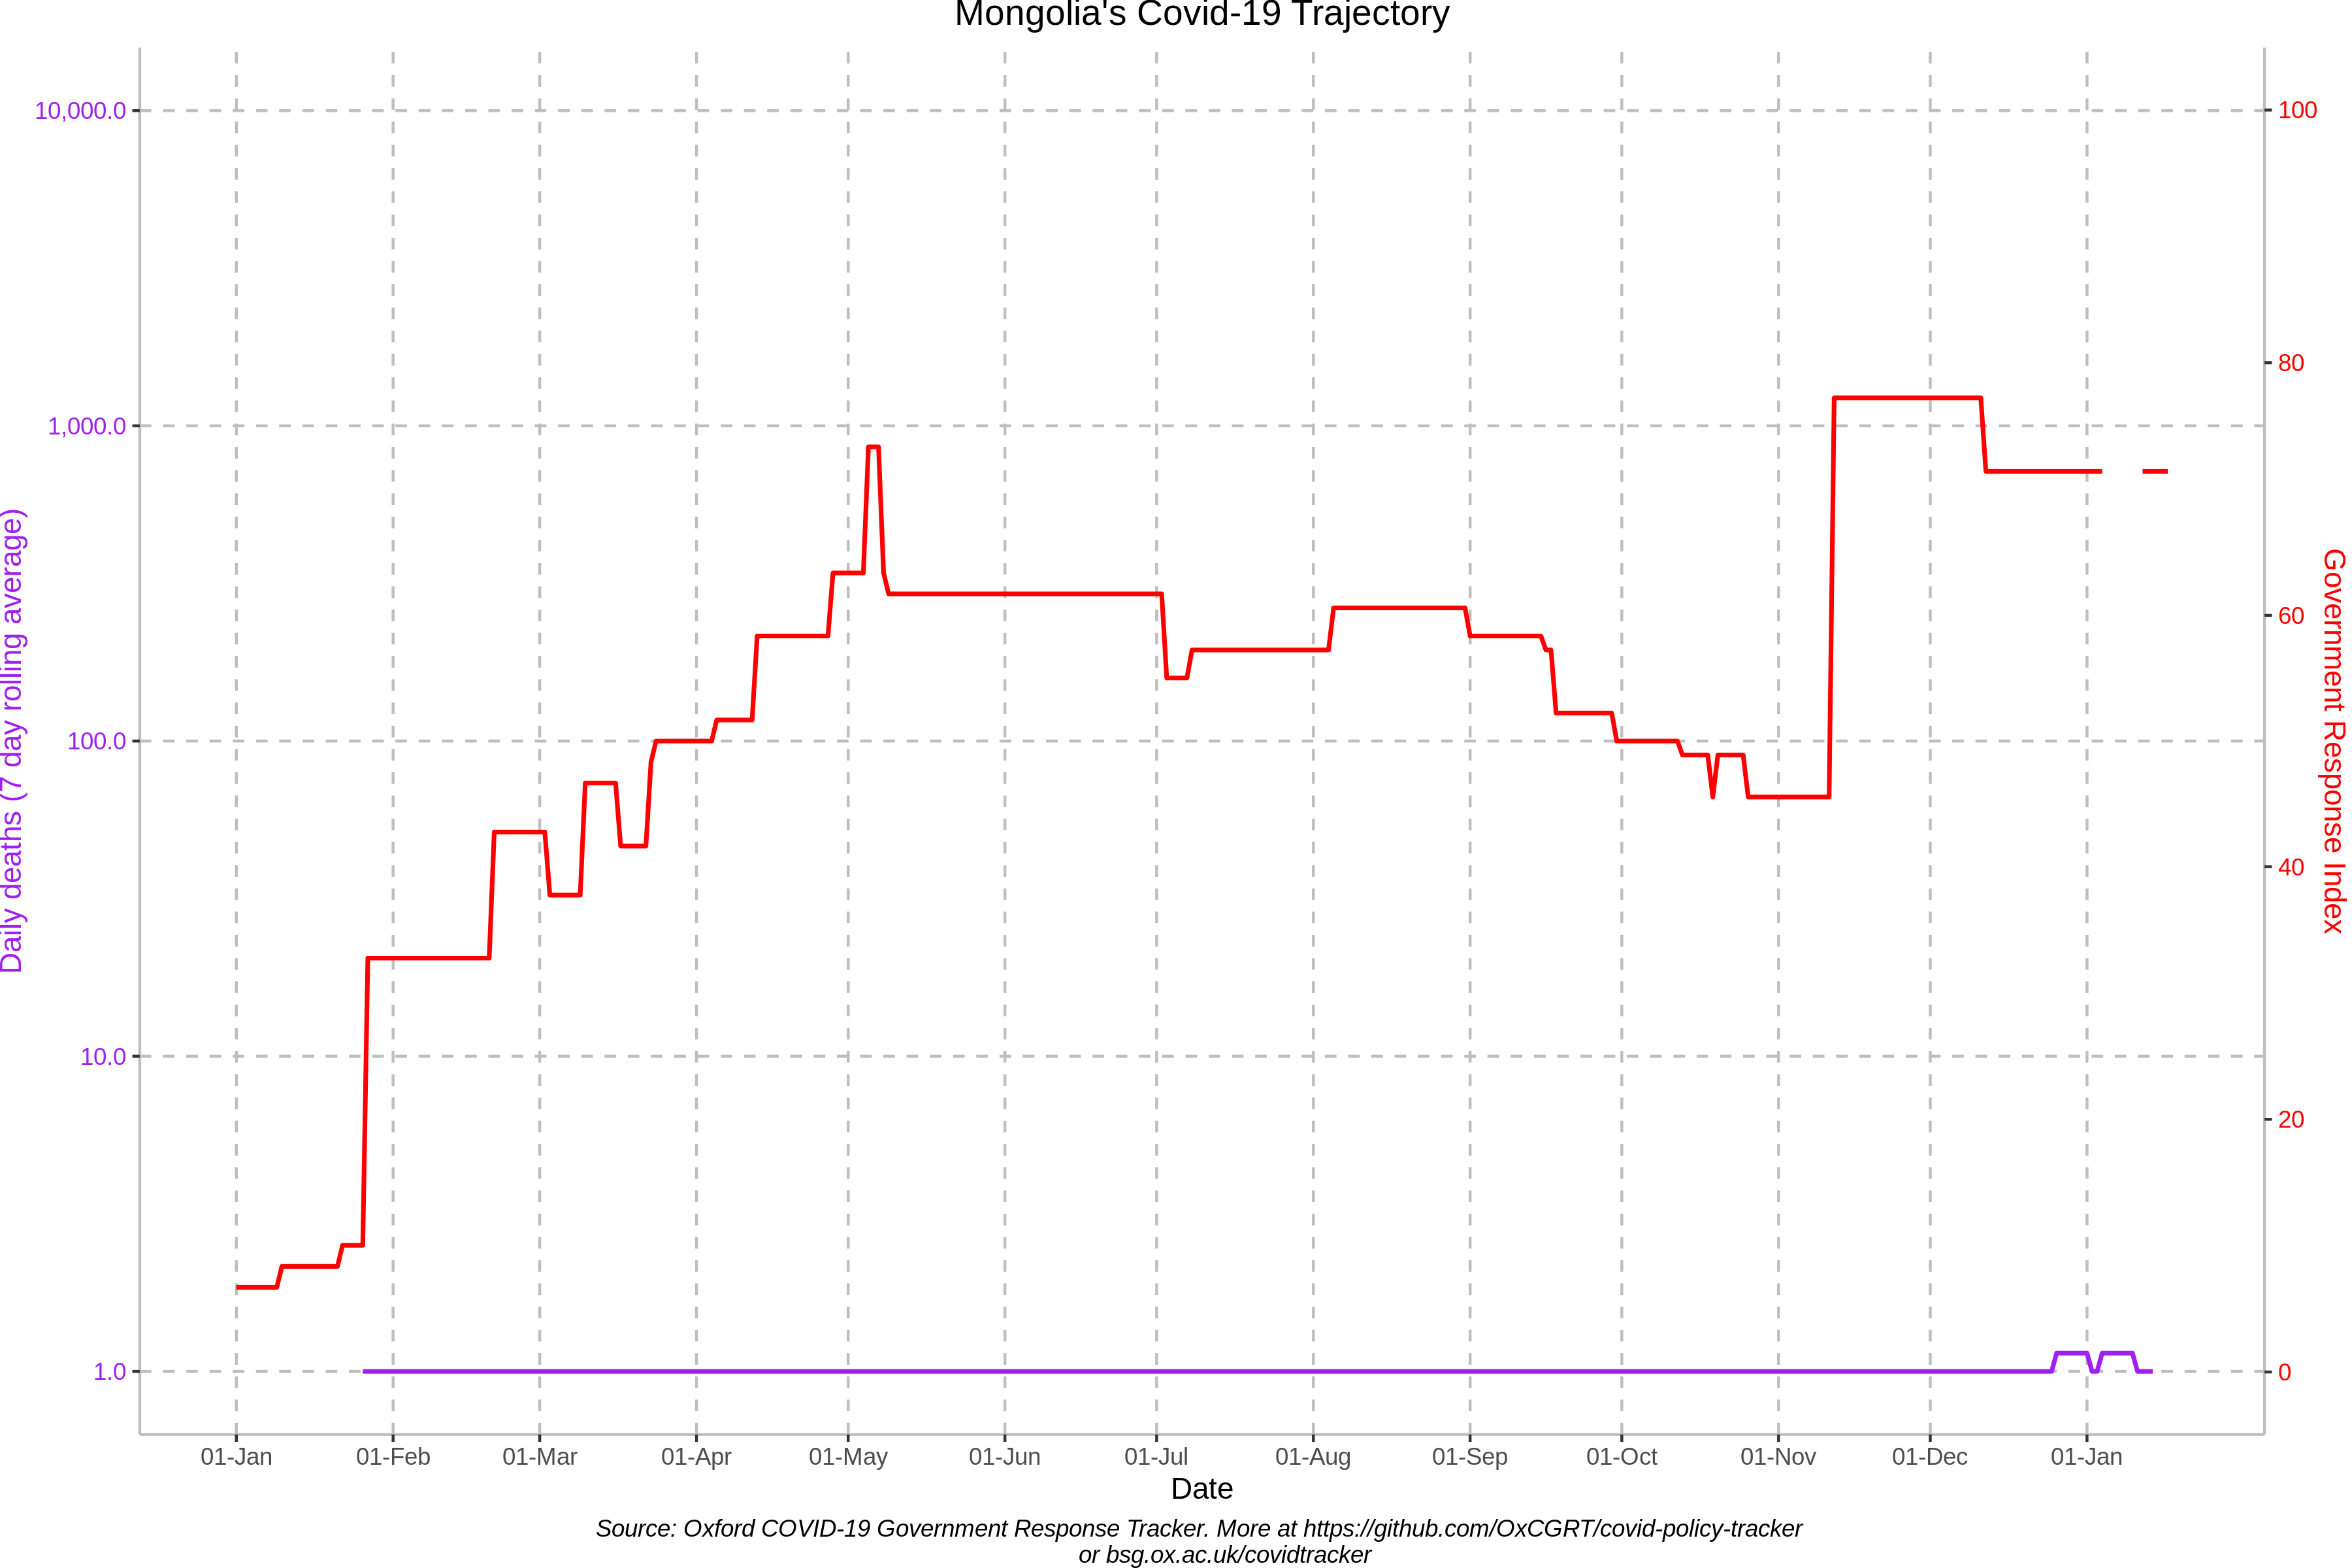 Mongolia's Covid-19 Trajectory
10,000.0
1,000.0
100.0
10.0
1.0
Daily deaths (7 day rolling average)
100
80
60
40
20
0
Government Response Index
01-Jan 01-Feb 01-Mar 01-Apr 01-May 01-Jun 01-Jul 01-Aug 01-Sep 01-Oct 01-Nov 01-Dec 01-Jan
Date
Source: Oxford COVID-19 Government Response Tracker. More at https://github.com/OxCGRT/covid-policy-tracker
or bsg.ox.ac.uk/covidtracker